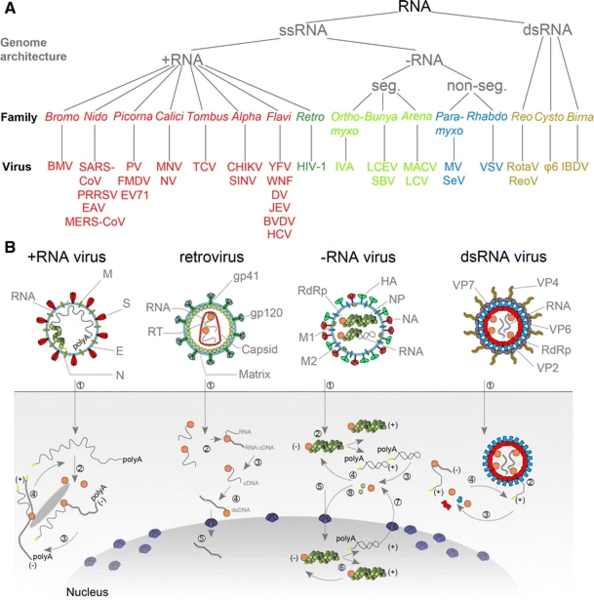 A
RNA
Genome architecture
ssRNA
dsRNA
+RNA
-RNA
seg.
non-seg.
Family
Bromo Nido Picorna Calici Tombus Alpha Flavi Retro Ortho-myxo Bunya Arena Para-myxo Rhabdo Reo Cysto Birna
Virus
BMV SARS-CoV PV MNV TCV CHIKV YFV HIV-1 IVA LCEV MACV MV VSV RotaV φ6 IBDV
PRRSV FMDV NV SINV WNF SBV LCV SeV ReoV
EAV EV71 DV
MERS-CoV JEV
BVDV
HCV
B
+RNA virus
retrovirus
-RNA virus
dsRNA virus
RNA
M
S
E
N
polyA
gp41
RNA
gp120
RT
Capsid
Matrix
RdRp
HA
NP
NA
M1
M2
RNA
VP7
VP4
RNA
VP6
RdRp
VP2
①
①
①
①
polyA
②
(+)
④
polyA
(-)
③
polyA
(-)
②
RNA
RNA-cDNA
③
cDNA
④
dsDNA
⑤
②
(+)
(-)
polyA
(+)
④
③
⑤
⑧
⑦
polyA
(+)
(-)
⑥
(+)
(-)
④
②
(+)
③
Nucleus